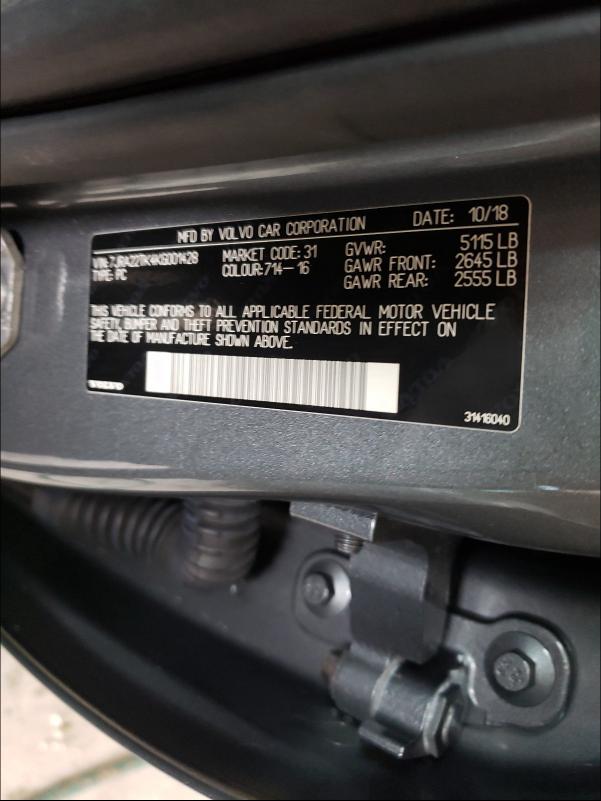 MFD BY VOLVO CAR CORPORATION DATE: 10/18
VIN: 7JRA22TK4KG001428 MARKET CODE: 31 GVWR: 5115 LB
TYPE: PC COLOUR: 714-16 GAWR FRONT: 2645 LB
GAWR REAR: 2555 LB
THIS VEHICLE CONFORMS TO ALL APPLICABLE FEDERAL MOTOR VEHICLE
SAFETY, BUMPER AND THEFT PREVENTION STANDARDS IN EFFECT ON
THE DATE OF MANUFACTURE SHOWN ABOVE.
VOLVO
31416040